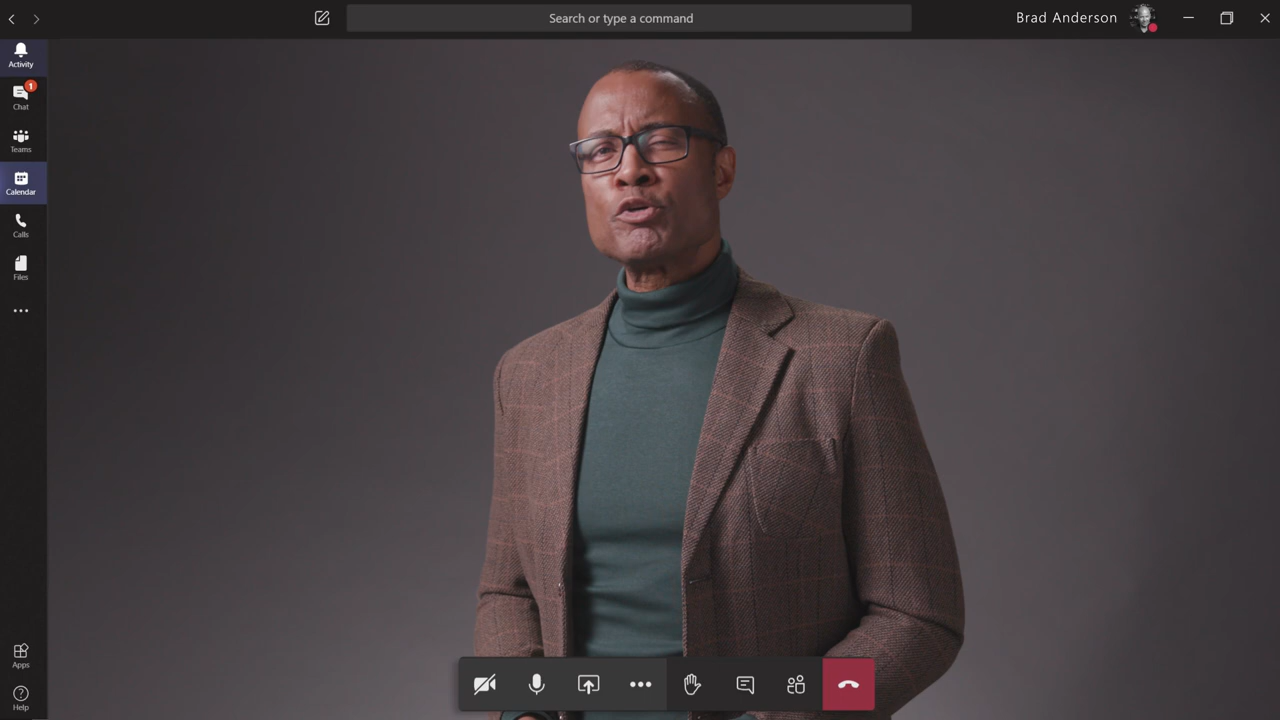 Search or type a command
Brad Anderson
Activity
1
Chat
Teams
Calendar
Calls
Files
Apps
Help